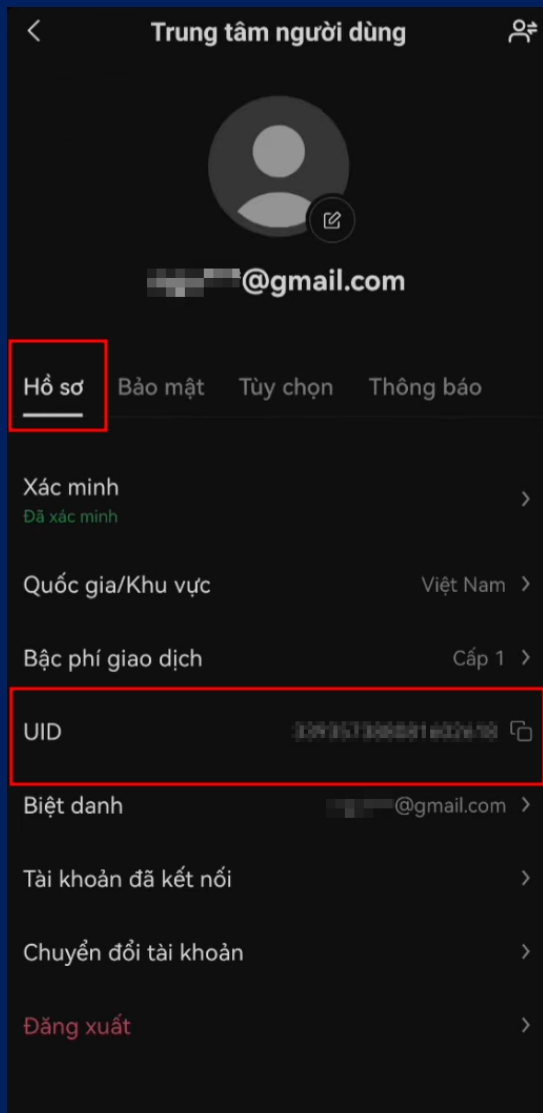 Trung tâm người dùng
@gmail.com
Hồ sơ Bảo mật Tùy chọn Thông báo
Xác minh
Đã xác minh
Quốc gia/Khu vực Việt Nam
Bậc phí giao dịch Cấp 1
UID
Biệt danh @gmail.com
Tài khoản đã kết nối
Chuyển đổi tài khoản
Đăng xuất